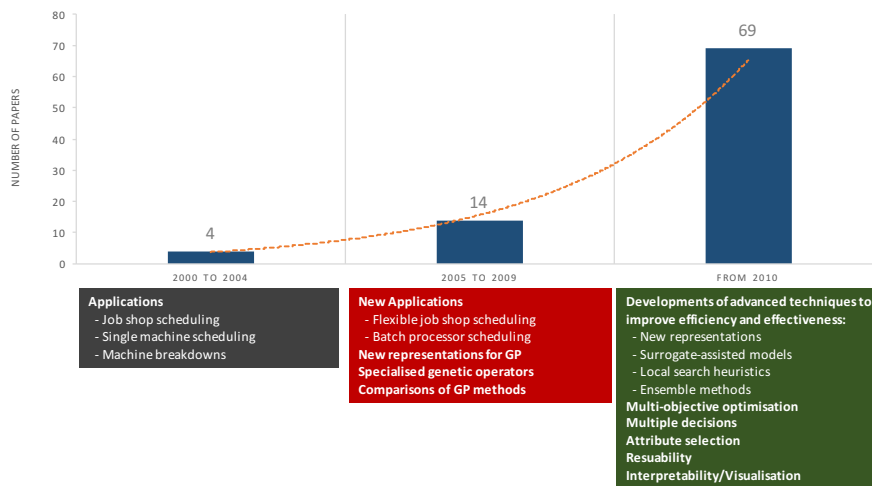 80
70
60
50
40
30
20
10
0
NUMBER OF PAPERS
4
14
69
2000 TO 2004
2005 TO 2009
FROM 2010
Applications
- Job shop scheduling
- Single machine scheduling
- Machine breakdowns
New Applications
- Flexible job shop scheduling
- Batch processor scheduling
New representations for GP
Specialised genetic operators
Comparisons of GP methods
Developments of advanced techniques to
improve efficiency and effectiveness:
- New representations
- Surrogate-assisted models
- Local search heuristics
- Ensemble methods
Multi-objective optimisation
Multiple decisions
Attribute selection
Resuability
Interpretability/Visualisation